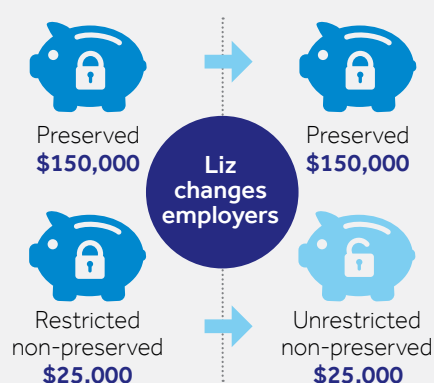 Preserved
$150,000
Preserved
$150,000
Liz
changes
employers
Restricted
non-preserved
$25,000
Unrestricted
non-preserved
$25,000